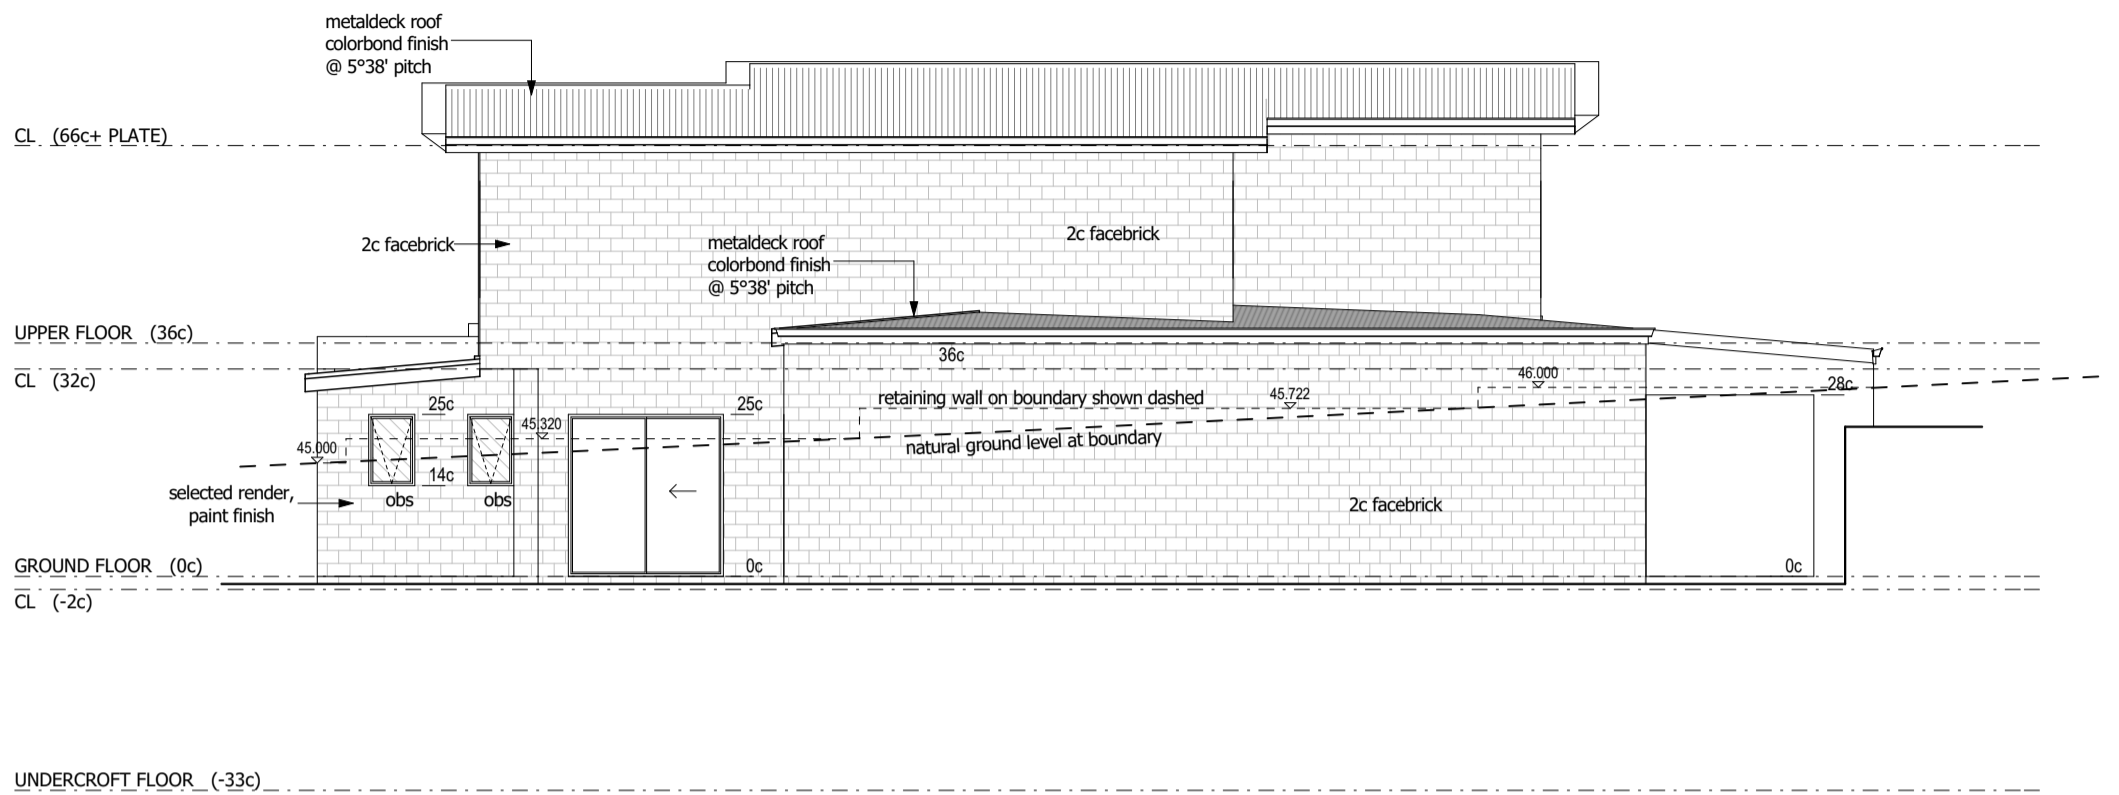 metaldeck roof
colorbond finish
@ 5°38' pitch
CL (66c+ PLATE)
2c facebrick
2c facebrick
metaldeck roof
colorbond finish
@ 5°38' pitch
UPPER FLOOR (36c)
36c
CL (32c)
46.000
28c
45.722
retaining wall on boundary shown dashed
25c
25c
45.320
natural ground level at boundary
45.000
14c
selected render,
paint finish
obs
obs
2c facebrick
GROUND FLOOR (0c)
0c
0c
CL (-2c)
UNDERCROFT FLOOR (-33c)